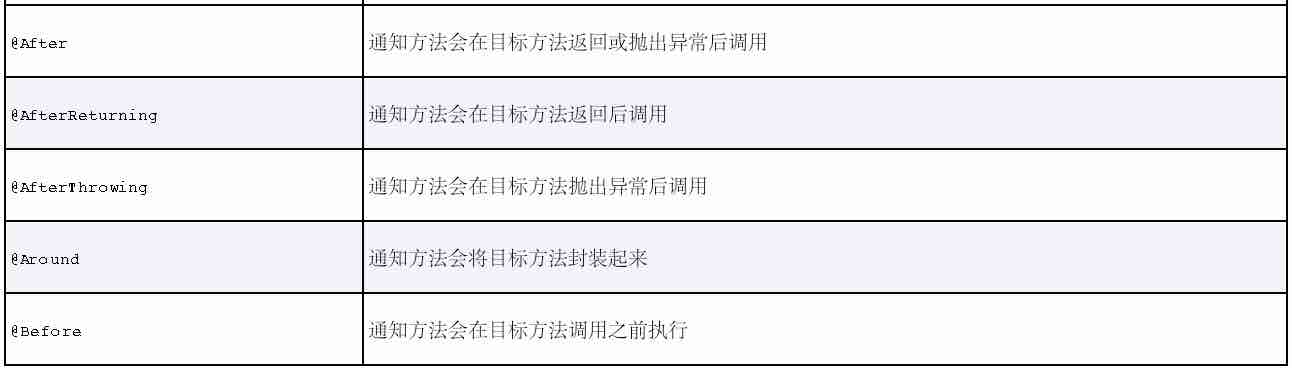 @After 通知方法会在目标方法返回或抛出异常后调用
@AfterReturning 通知方法会在目标方法返回后调用
@AfterThrowing 通知方法会在目标方法抛出异常后调用
@Around 通知方法会将目标方法封装起来
@Before 通知方法会在目标方法调用之前执行